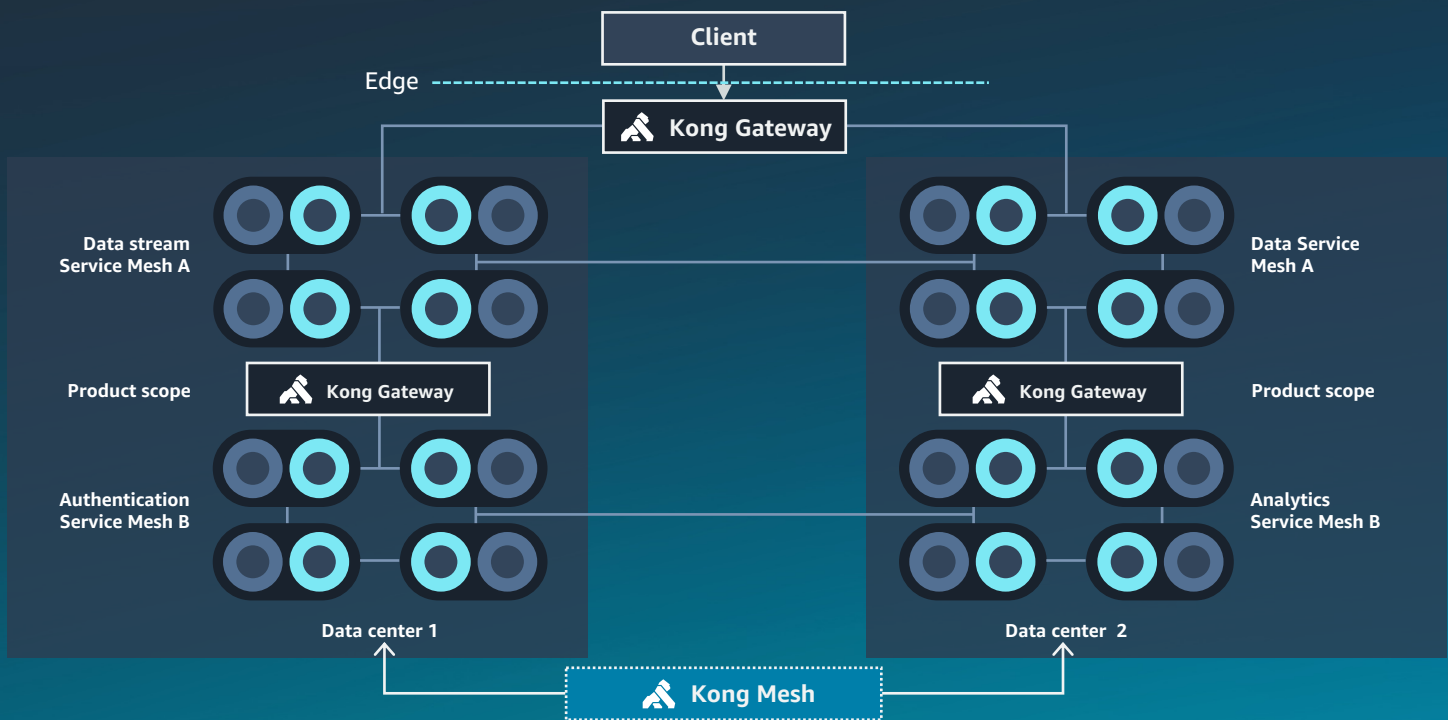 Client
Edge
Kong Gateway
Data stream
Service Mesh A
Data Service
Mesh A
Product scope
Kong Gateway
Kong Gateway
Product scope
Authentication
Service Mesh B
Analytics
Service Mesh B
Data center 1
Data center 2
Kong Mesh